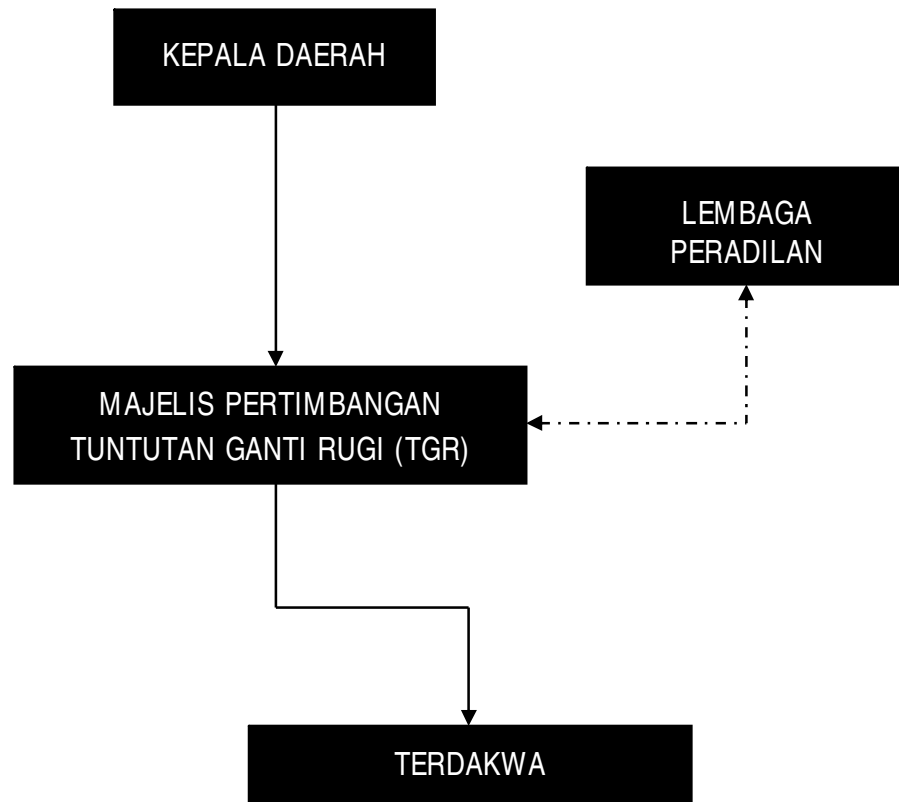 KEPALA DAERAH
LEMBAGA
PERADILAN
MAJELIS PERTIMBANGAN
TUNTUTAN GANTI RUGI (TGR)
TERDAKWA